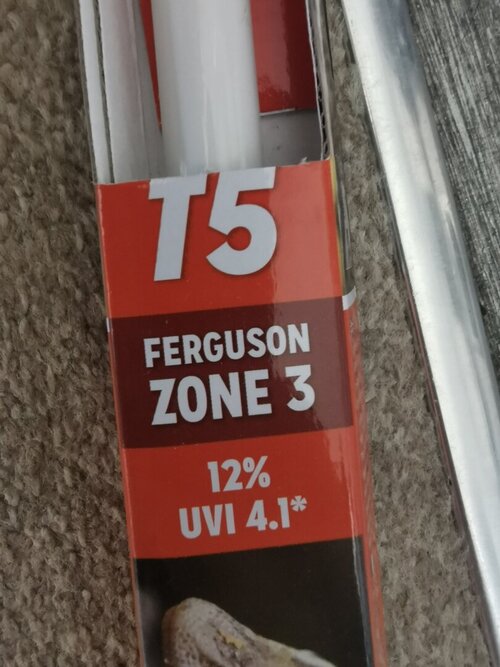 T5
FERGUSON
ZONE 3
12%
UVI 4.1*